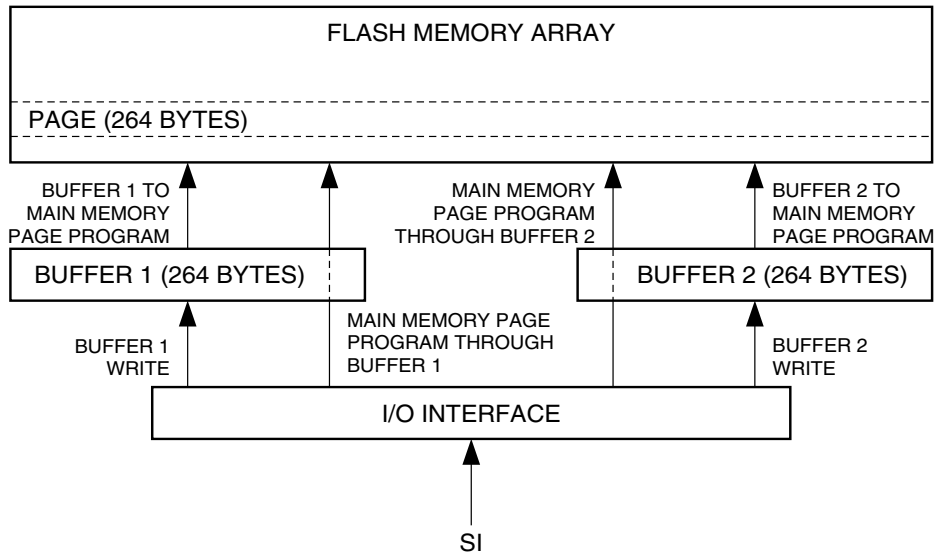 FLASH MEMORY ARRAY
PAGE (264 BYTES)
BUFFER 1 TO
MAIN MEMORY
PAGE PROGRAM
MAIN MEMORY
PAGE PROGRAM
THROUGH BUFFER 2
BUFFER 2 TO
MAIN MEMORY
PAGE PROGRAM
BUFFER 1 (264 BYTES)
BUFFER 2 (264 BYTES)
BUFFER 1
WRITE
MAIN MEMORY PAGE
PROGRAM THROUGH
BUFFER 1
BUFFER 2
WRITE
I/O INTERFACE
SI